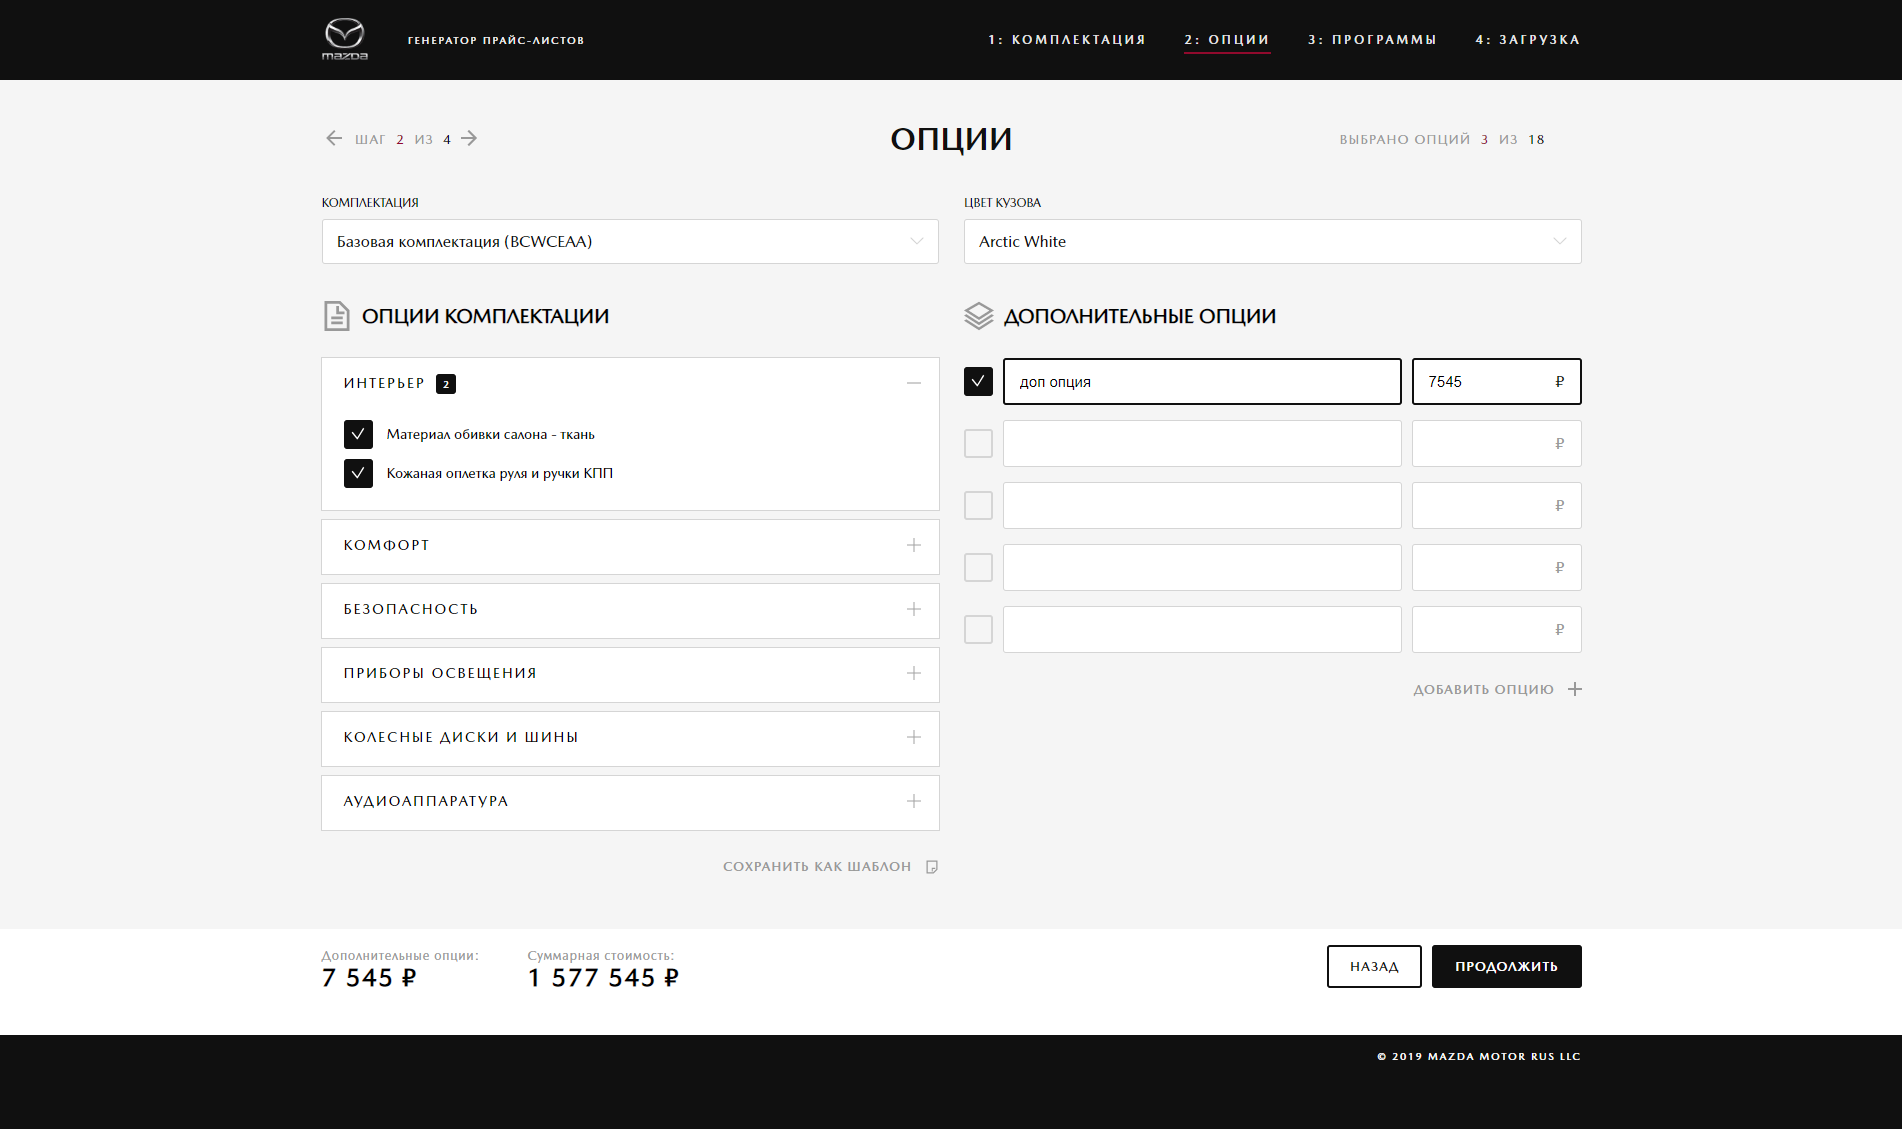 mazda
ГЕНЕРАТОР ПРАЙС-ЛИСТОВ
1: КОМПЛЕКТАЦИЯ
2: ОПЦИИ
3: ПРОГРАММЫ
4: ЗАГРУЗКА
ШАГ 2 ИЗ 4
ОПЦИИ
ВЫБРАНО ОПЦИЙ 3 ИЗ 18
КОМПЛЕКТАЦИЯ
Базовая комплектация (BCWCEAA)
ЦВЕТ КУЗОВА
Arctic White
ОПЦИИ КОМПЛЕКТАЦИИ
ИНТЕРЬЕР 2
Материал обивки салона - ткань
Кожаная оплетка руля и ручки КПП
КОМФОРТ
БЕЗОПАСНОСТЬ
ПРИБОРЫ ОСВЕЩЕНИЯ
КОЛЕСНЫЕ ДИСКИ И ШИНЫ
АУДИОАППАРАТУРА
СОХРАНИТЬ КАК ШАБЛОН
ДОПОЛНИТЕЛЬНЫЕ ОПЦИИ
доп опция 7545 ₽
₽
₽
₽
₽
ДОБАВИТЬ ОПЦИЮ
Дополнительные опции:
7 545 ₽
Суммарная стоимость:
1 577 545 ₽
НАЗАД
ПРОДОЛЖИТЬ
© 2019 MAZDA MOTOR RUS LLC